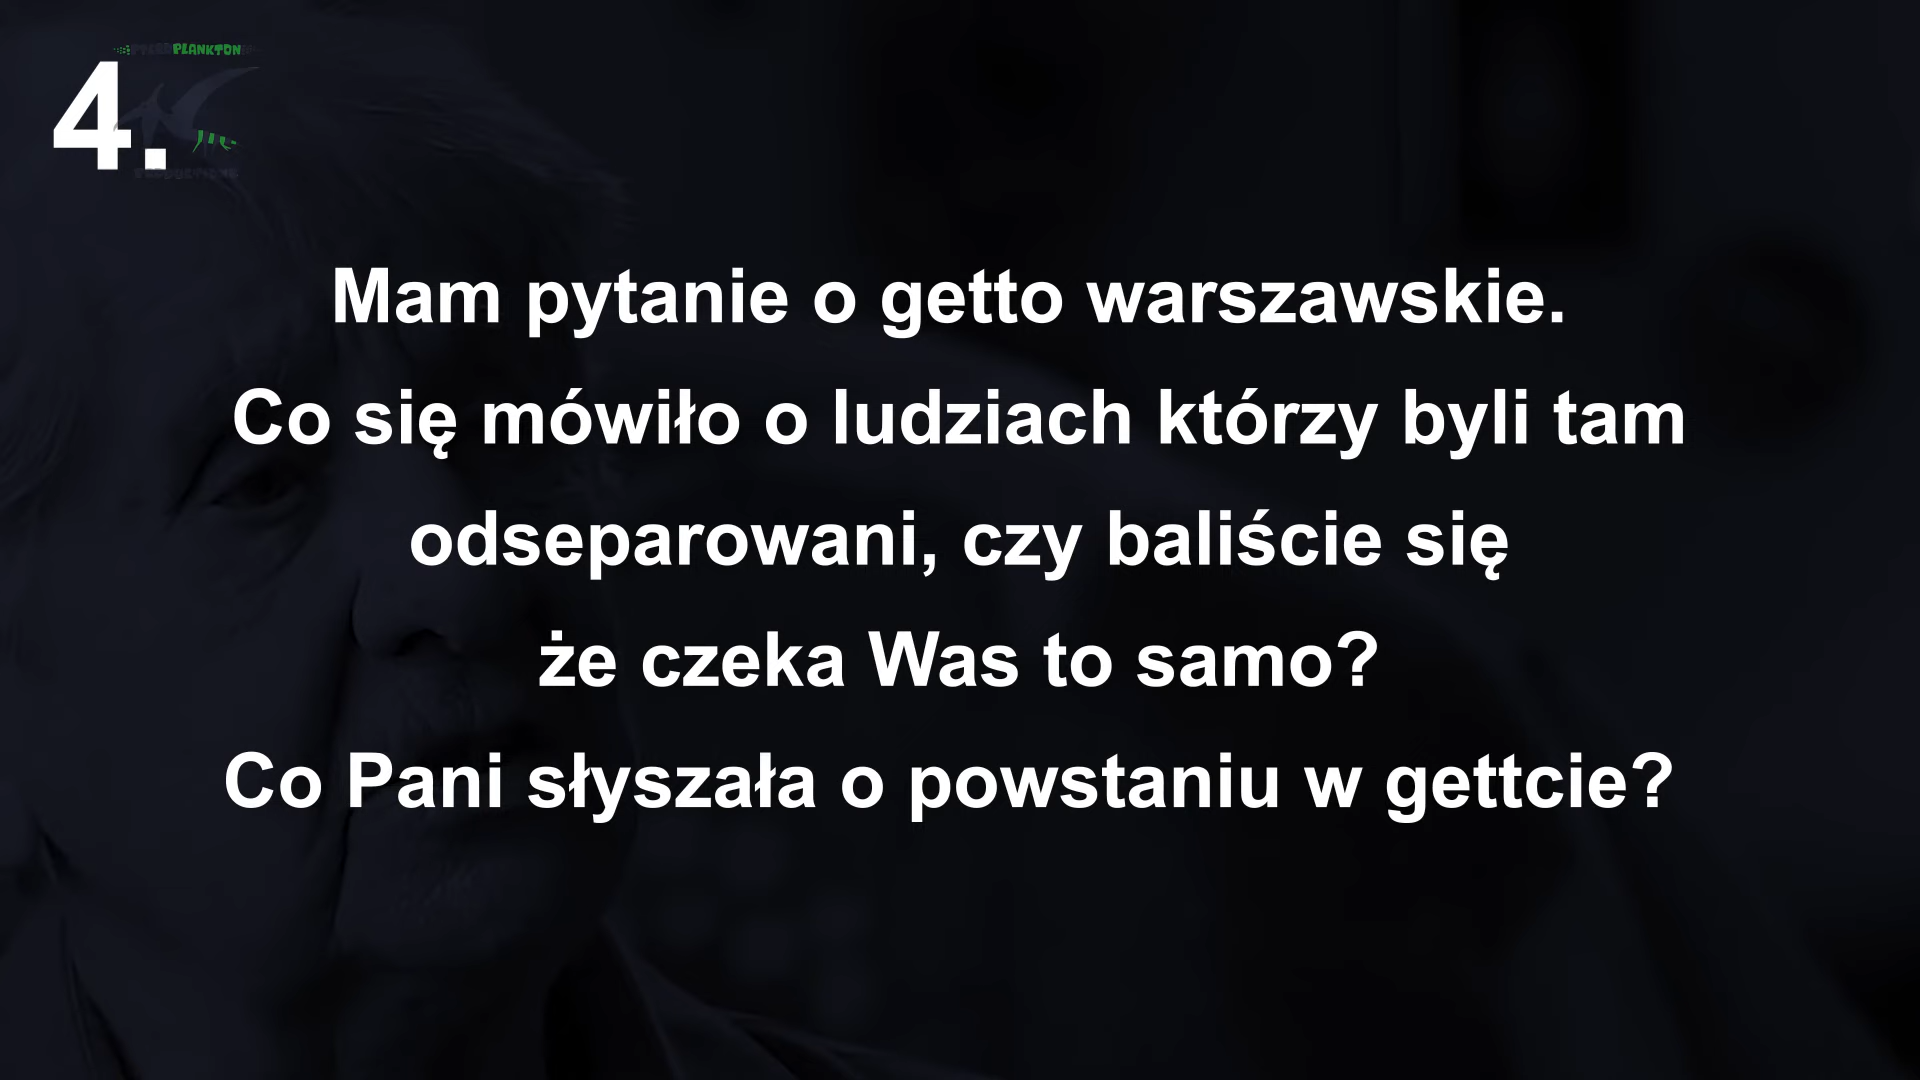 PLANKTON
4.
Mam pytanie o getto warszawskie.
Co się mówiło o ludziach którzy byli tam
odseparowani, czy baliście się
że czeka Was to samo?
Co Pani słyszała o powstaniu w gettcie?